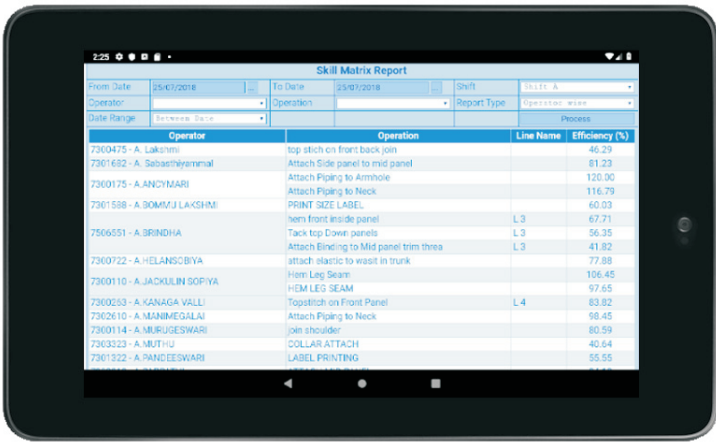 2:25
Skill Matrix Report
From Date 25/07/2018 ... To Date 25/07/2018 ... Shift Shift A
Operator Operation Report Type Operator wise
Date Range Between Date Process
Operator Operation Line Name Efficiency (%)
7300475 - A. Lakshmi top stich on front back join 46.29
7301682 - A. Sabasthiyammal Attach Side panel to mid panel 81.23
7300175 - A.ANCYMARI Attach Piping to Armhole 120.00
Attach Piping to Neck 116.79
7301588 - A.BOMMU LAKSHMI PRINT SIZE LABEL 60.03
7506551 - A.BRINDHA hem front inside panel L 3 67.71
Tack top Down panels L 3 56.35
Attach Binding to Mid panel trim threa L 3 41.82
7300722 - A.HELANSOBIYA attach elastic to wasit in trunk 77.88
7300110 - A.JACKULIN SOPIYA Hem Leg Seam 106.45
HEM LEG SEAM 97.65
7300263 - A.KANAGA VALLI Topstitch on Front Panel L 4 83.82
7302610 - A.MANIMEGALAI Attach Piping to Neck 98.45
7300114 - A.MURUGESWARI join shoulder 80.59
7303323 - A.MUTHU COLLAR ATTACH 40.64
7301322 - A.PANDEESWARI LABEL PRINTING 55.55